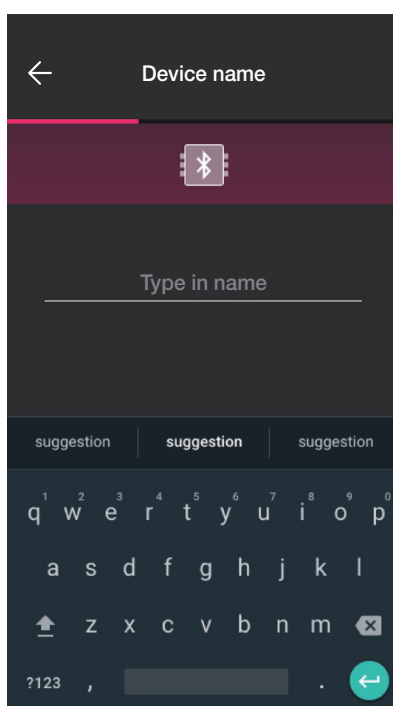 Device name
Type in name
suggestion suggestion suggestion
1 2 3 4 5 6 7 8 9 0
q w e r t y u i o p
a s d f g h j k l
z x c v b n m
?123 , .